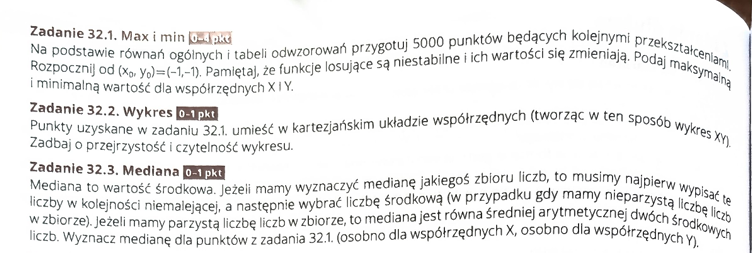 Zadanie 32.1. Max i min 0–4 pkt
Na podstawie równań ogólnych i tabeli odwzorowań przygotuj 5000 punktów będących kolejnymi przekształceniami.
Rozpocznij od (x₀, y₀)=(–1,–1). Pamiętaj, że funkcje losujące są niestabilne i ich wartości się zmieniają. Podaj maksymalną
i minimalną wartość dla współrzędnych X I Y.
Zadanie 32.2. Wykres 0–1 pkt
Punkty uzyskane w zadaniu 32.1. umieść w kartezjańskim układzie współrzędnych (tworząc w ten sposób wykres XY).
Zadbaj o przejrzystość i czytelność wykresu.
Zadanie 32.3. Mediana 0–1 pkt
Mediana to wartość środkowa. Jeżeli mamy wyznaczyć medianę jakiegoś zbioru liczb, to musimy najpierw wypisać te
liczby w kolejności niemalejącej, a następnie wybrać liczbę środkową (w przypadku gdy mamy nieparzystą liczbę liczb
w zbiorze). Jeżeli mamy parzystą liczbę liczb w zbiorze, to mediana jest równa średniej arytmetycznej dwóch środkowych
liczb. Wyznacz medianę dla punktów z zadania 32.1. (osobno dla współrzędnych X, osobno dla współrzędnych Y).